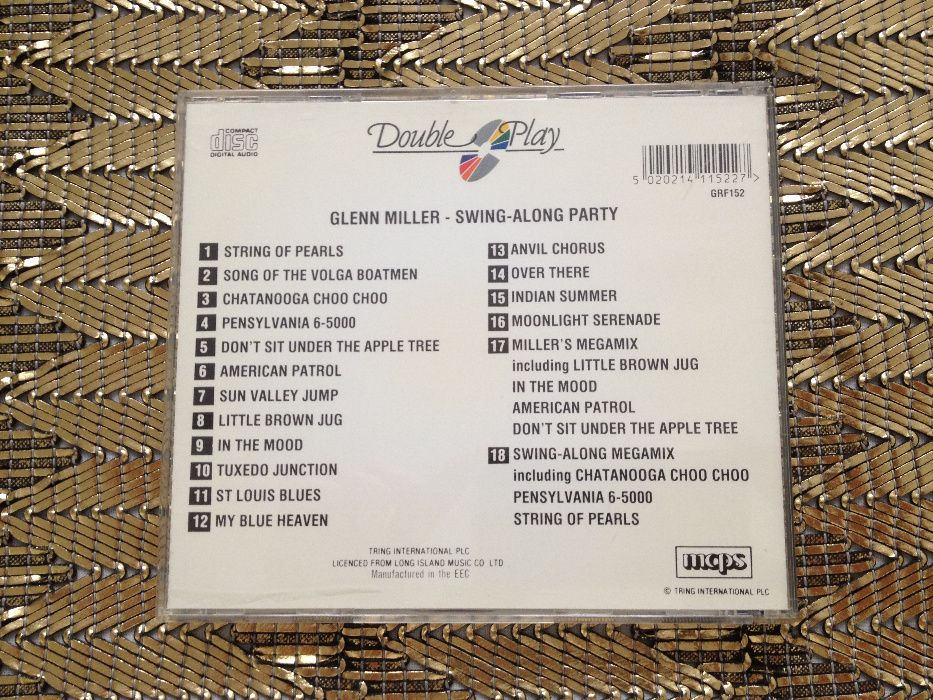 COMPACT
disc
DIGITAL AUDIO
Double Play
5 020214 115227 >
GRF152
GLENN MILLER - SWING-ALONG PARTY
1 STRING OF PEARLS
2 SONG OF THE VOLGA BOATMEN
3 CHATANOOGA CHOO CHOO
4 PENSYLVANIA 6-5000
5 DON'T SIT UNDER THE APPLE TREE
6 AMERICAN PATROL
7 SUN VALLEY JUMP
8 LITTLE BROWN JUG
9 IN THE MOOD
10 TUXEDO JUNCTION
11 ST LOUIS BLUES
12 MY BLUE HEAVEN
13 ANVIL CHORUS
14 OVER THERE
15 INDIAN SUMMER
16 MOONLIGHT SERENADE
17 MILLER'S MEGAMIX
including LITTLE BROWN JUG
IN THE MOOD
AMERICAN PATROL
DON'T SIT UNDER THE APPLE TREE
18 SWING-ALONG MEGAMIX
including CHATANOOGA CHOO CHOO
PENSYLVANIA 6-5000
STRING OF PEARLS
TRING INTERNATIONAL PLC
LICENCED FROM LONG ISLAND MUSIC CO LTD
Manufactured in the EEC
mcps
© TRING INTERNATIONAL PLC